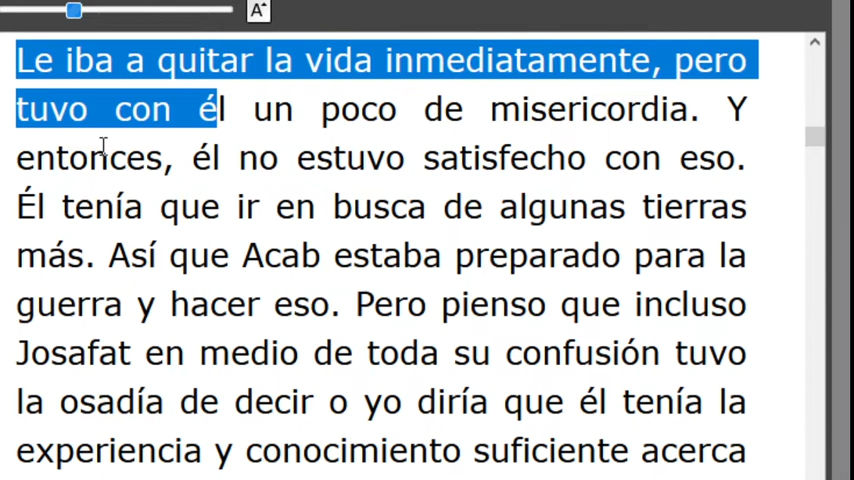 A
Le iba a quitar la vida inmediatamente, pero
tuvo con él un poco de misericordia. Y
entonces, él no estuvo satisfecho con eso.
Él tenía que ir en busca de algunas tierras
más. Así que Acab estaba preparado para la
guerra y hacer eso. Pero pienso que incluso
Josafat en medio de toda su confusión tuvo
la osadía de decir o yo diría que él tenía la
experiencia y conocimiento suficiente acerca